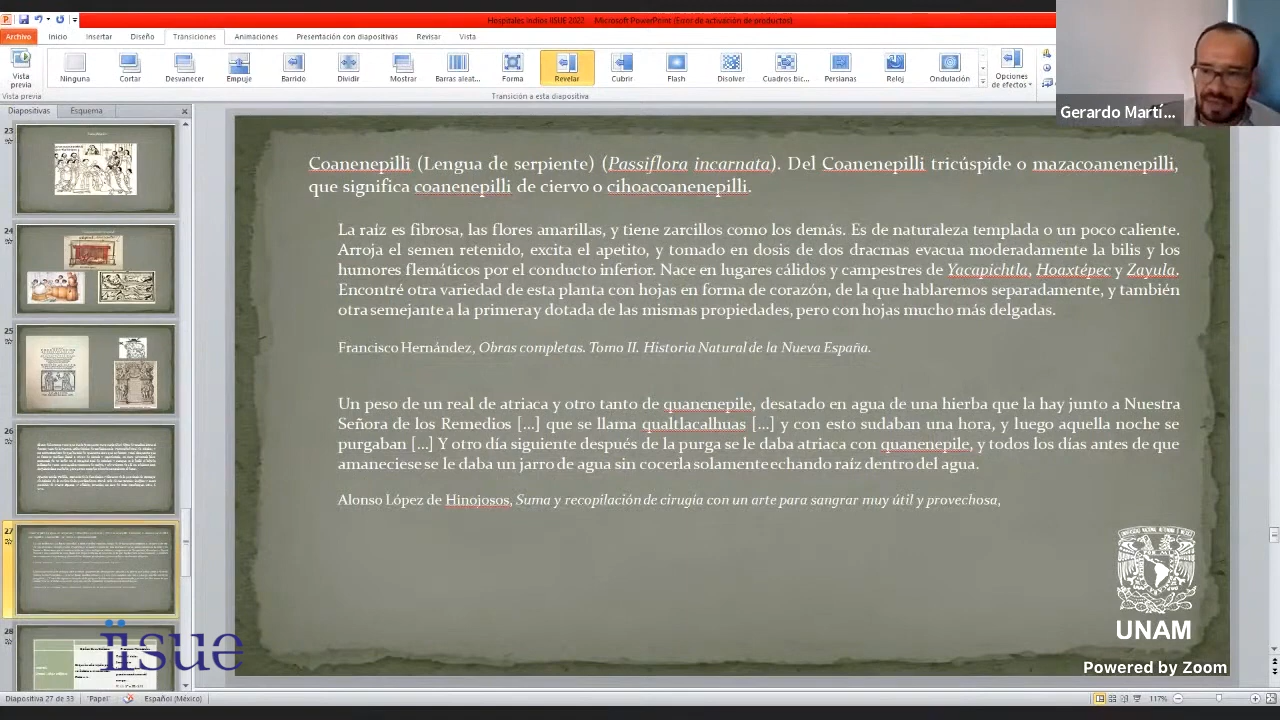 Hospitales Indios IISUE 2022 - Microsoft PowerPoint (Error de activación de productos)
Archivo Inicio Insertar Diseño Transiciones Animaciones Presentación con diapositivas Revisar Vista
Vista previa
Ninguna Cortar Desvanecer Empuje Barrido Dividir Mostrar Barras aleat... Forma Revelar Cubrir Flash Disolver Cuadros bic... Persianas Reloj Ondulación
Opciones de efectos
Vista previa
Transición a esta diapositiva
Gerardo Martí...
Diapositivas Esquema
23
24
25
26
27
28
Coanenepilli (Lengua de serpiente) (Passiflora incarnata). Del Coanenepilli tricúspide o mazacoanenepilli,
que significa coanenepilli de ciervo o cihoacoanenepilli.
La raíz es fibrosa, las flores amarillas, y tiene zarcillos como los demás. Es de naturaleza templada o un poco caliente.
Arroja el semen retenido, excita el apetito, y tomado en dosis de dos dracmas evacua moderadamente la bilis y los
humores flemáticos por el conducto inferior. Nace en lugares cálidos y campestres de Yacapichtla, Hoaxtépec y Zayula.
Encontré otra variedad de esta planta con hojas en forma de corazón, de la que hablaremos separadamente, y también
otra semejante a la primera y dotada de las mismas propiedades, pero con hojas mucho más delgadas.
Francisco Hernández, Obras completas. Tomo II. Historia Natural de la Nueva España.
Un peso de un real de atriaca y otro tanto de quanenepile, desatado en agua de una hierba que la hay junto a Nuestra
Señora de los Remedios [...] que se llama qualtlacalhuas [...] y con esto sudaban una hora, y luego aquella noche se
purgaban [...] Y otro día siguiente después de la purga se le daba atriaca con quanenepile, y todos los días antes de que
amaneciese se le daba un jarro de agua sin cocerla solamente echando raíz dentro del agua.
Alonso López de Hinojosos, Suma y recopilación de cirugía con un arte para sangrar muy útil y provechosa,
UNAM
iisue
Powered by Zoom
Diapositiva 27 de 33 "Papel" Español (México) 117%